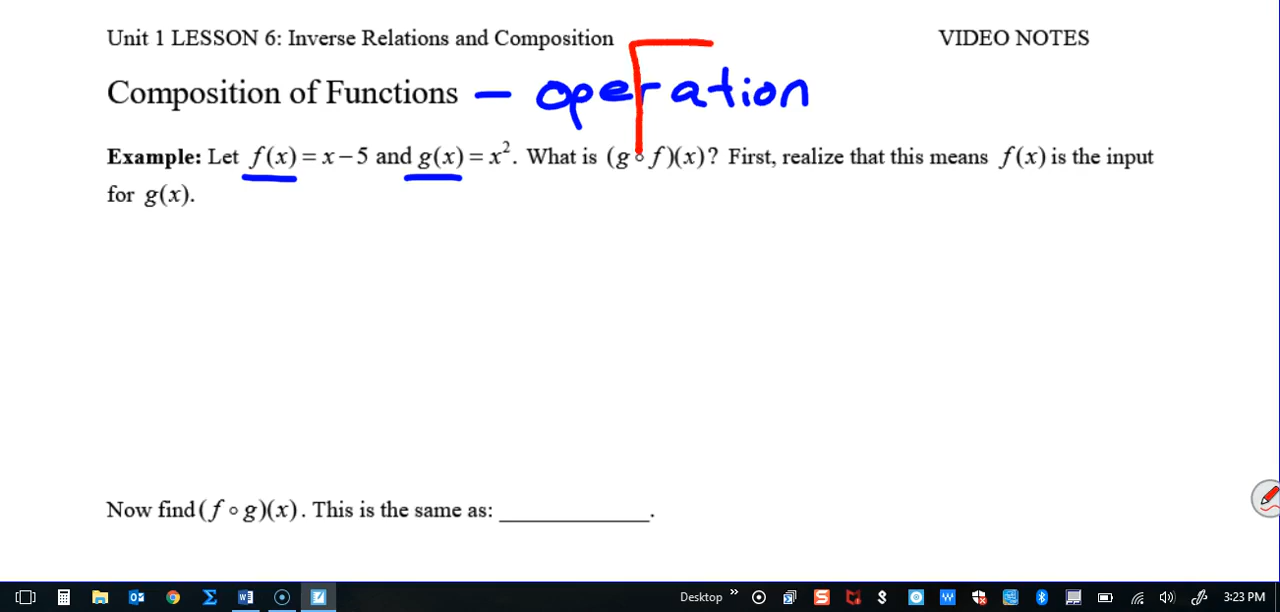 Unit 1 LESSON 6: Inverse Relations and Composition VIDEO NOTES
Composition of Functions – operation
Example: Let f(x) = x − 5 and g(x) = x². What is (g ∘ f)(x)? First, realize that this means f(x) is the input
for g(x).
Now find (f ∘ g)(x). This is the same as: ______________.
Desktop » 3:23 PM